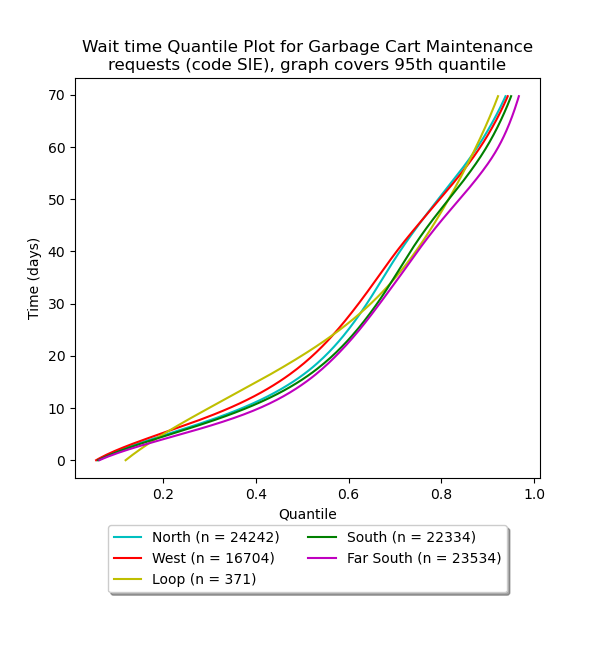 Wait time Quantile Plot for Garbage Cart Maintenance
requests (code SIE), graph covers 95th quantile
70
60
50
40
30
20
10
0
Time (days)
0.2 0.4 0.6 0.8 1.0
Quantile
North (n = 24242) South (n = 22334)
West (n = 16704) Far South (n = 23534)
Loop (n = 371)